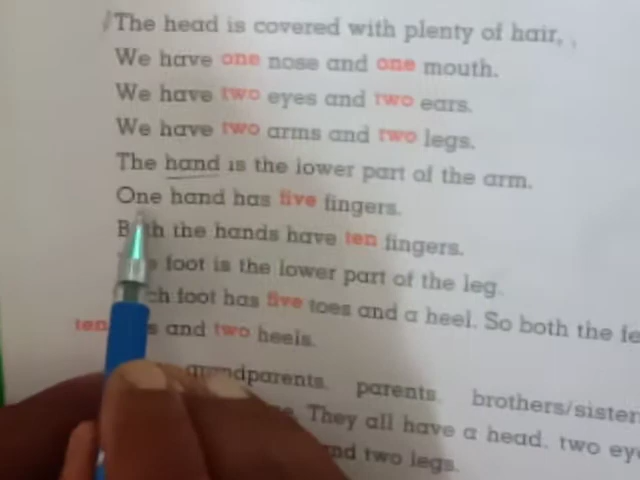 The head is covered with plenty of hair,
We have one nose and one mouth.
We have two eyes and two ears.
We have two arms and two legs.
The hand is the lower part of the arm.
One hand has five fingers.
the hands have ten fingers.
foot is the lower part of the leg.
foot has five toes and a heel. So both the
ten and two heels.
grandparents, parents, brothers/sister
They all have a head, two
and two legs.